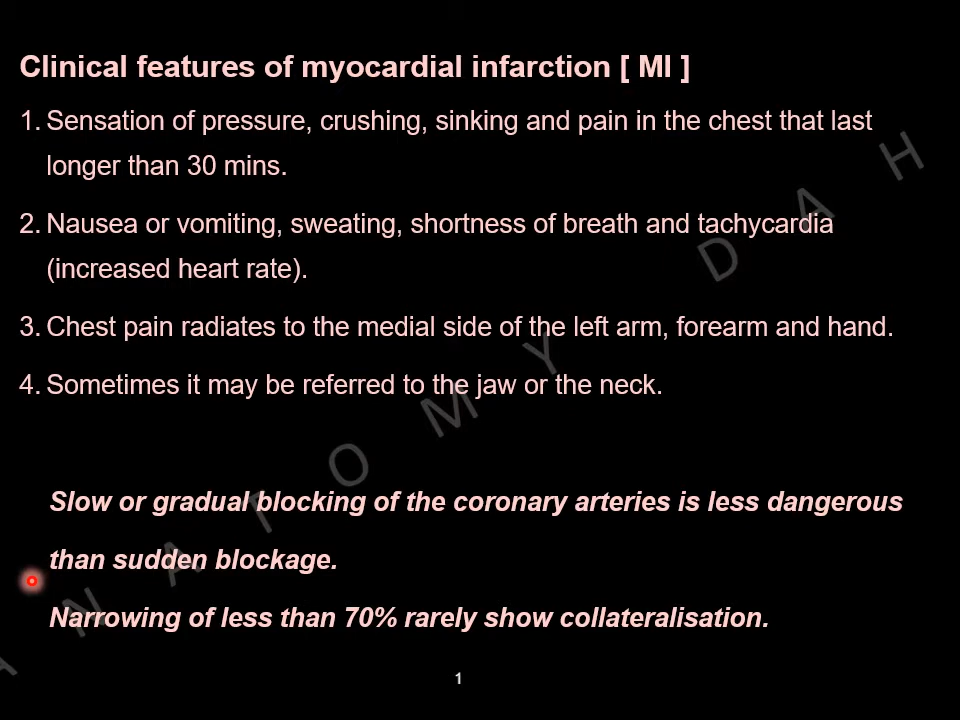 Clinical features of myocardial infarction [ MI ]
1. Sensation of pressure, crushing, sinking and pain in the chest that last
longer than 30 mins.
2. Nausea or vomiting, sweating, shortness of breath and tachycardia
(increased heart rate).
3. Chest pain radiates to the medial side of the left arm, forearm and hand.
4. Sometimes it may be referred to the jaw or the neck.
Slow or gradual blocking of the coronary arteries is less dangerous
than sudden blockage.
Narrowing of less than 70% rarely show collateralisation.
1
ANATOMY DAH